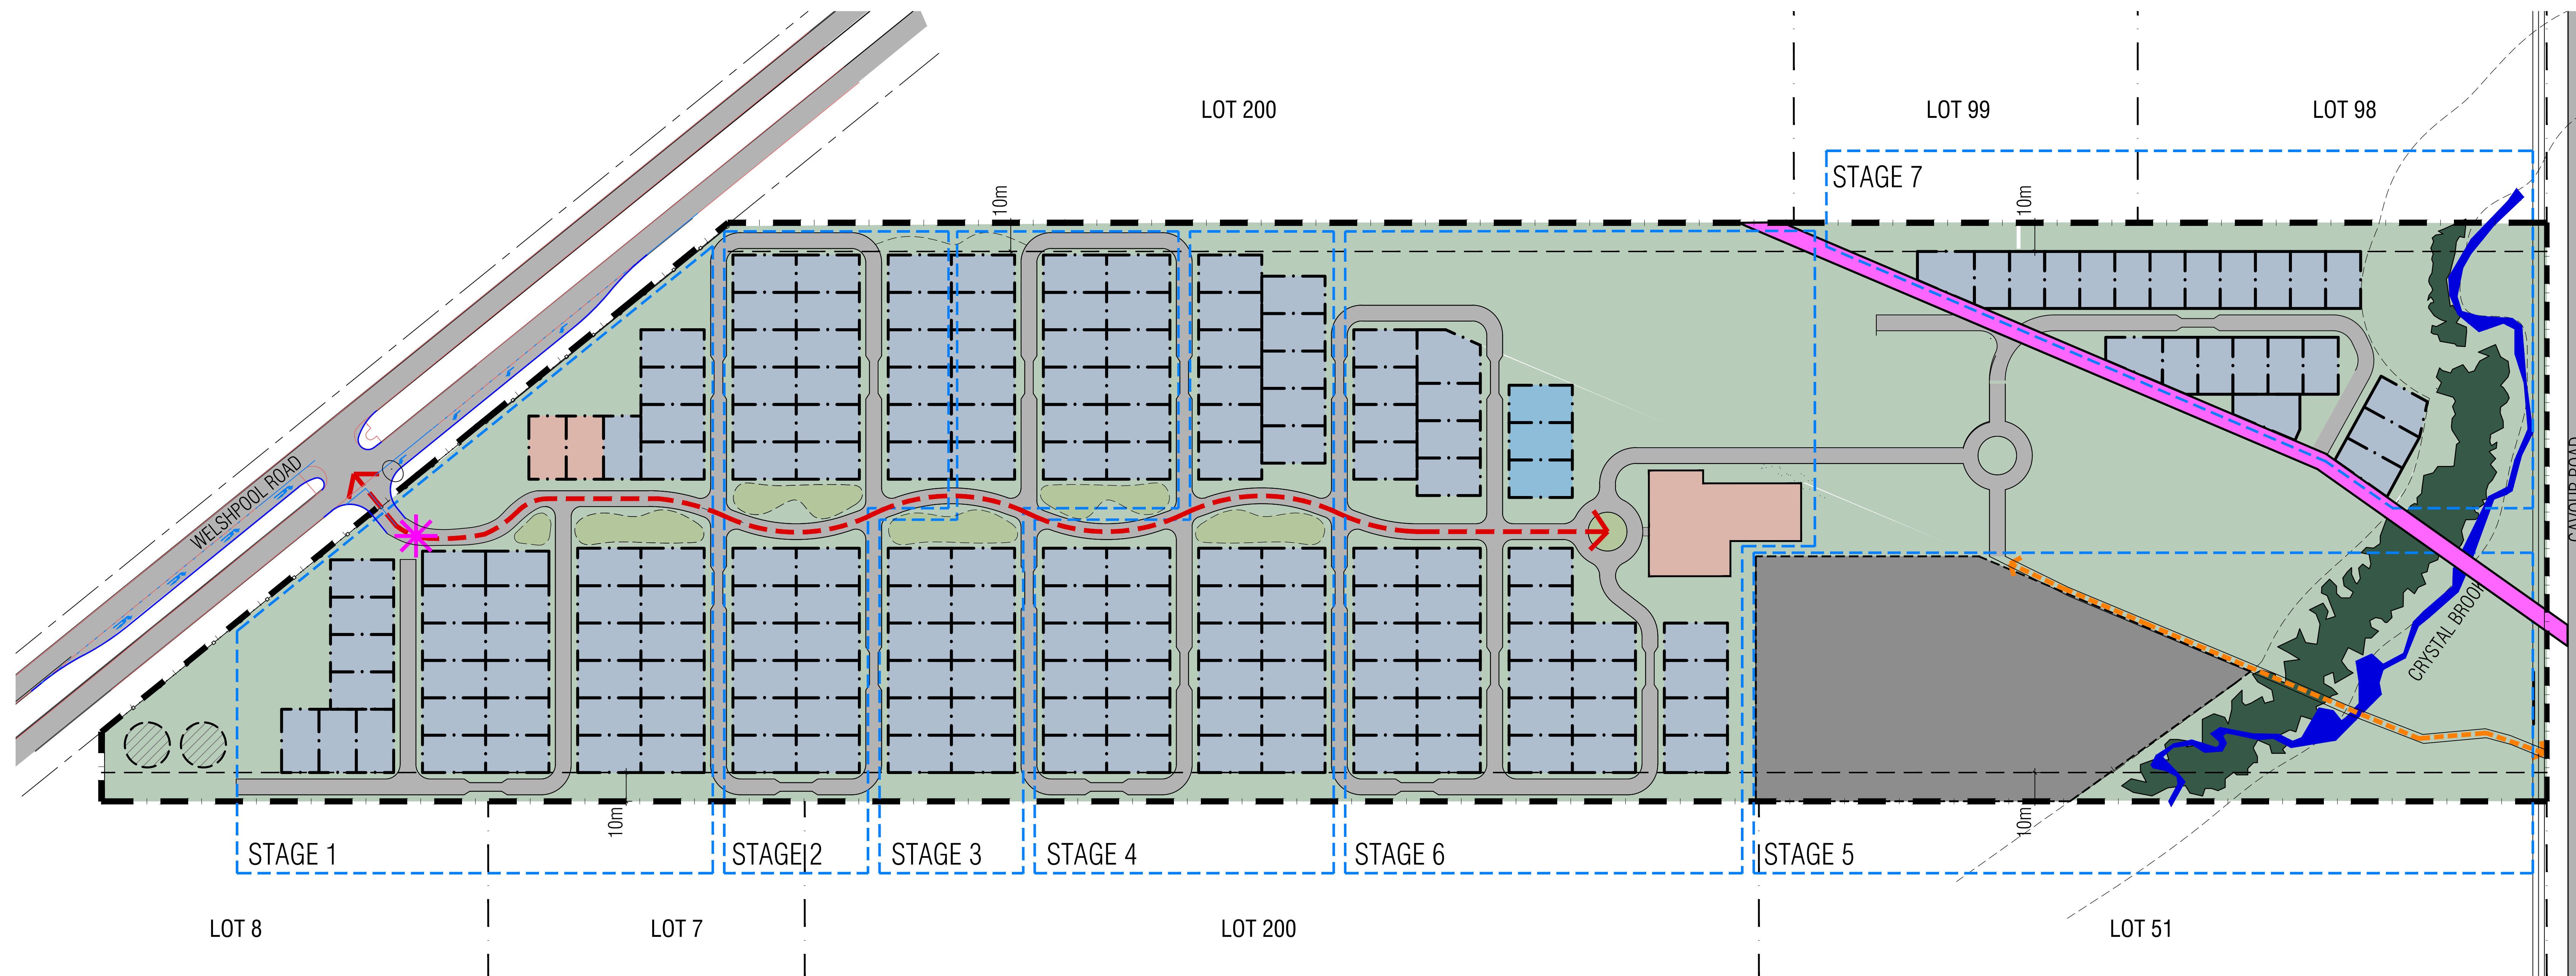 LOT 200
LOT 99
LOT 98
STAGE 7
10m
10m
WELSHPOOL ROAD
CRYSTAL BROOK
10m
10m
STAGE 1
STAGE 2
STAGE 3
STAGE 4
STAGE 6
STAGE 5
LOT 8
LOT 7
LOT 200
LOT 51